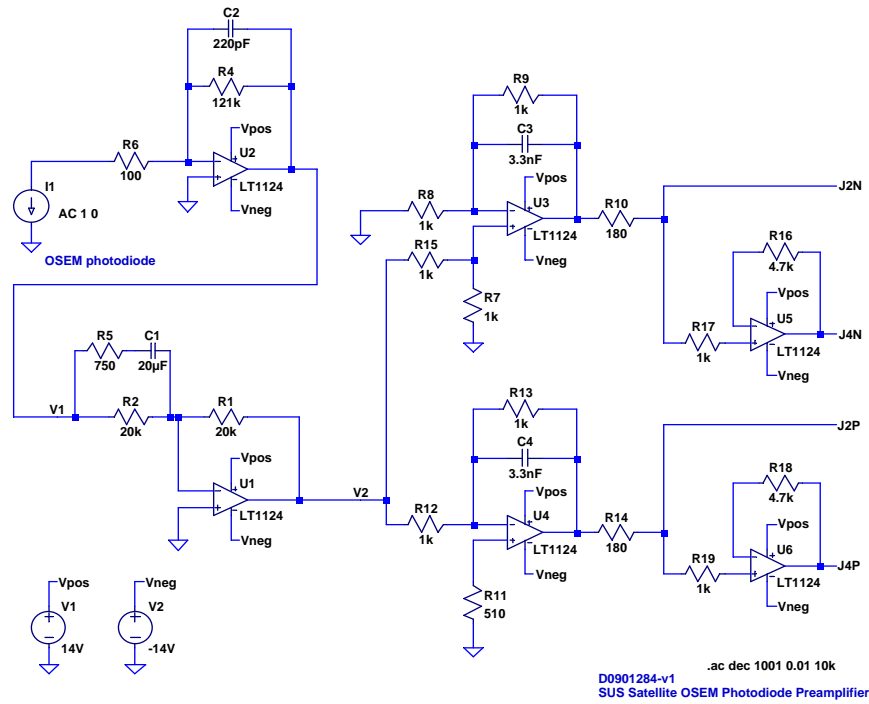 C2
220pF
R4
121k
Vpos
U2
LT1124
Vneg
R6
100
I1
AC 1 0
OSEM photodiode
R9
1k
C3
3.3nF
Vpos
U3
LT1124
Vneg
R8
1k
R15
1k
R7
1k
R10
180
J2N
R16
4.7k
Vpos
U5
LT1124
Vneg
R17
1k
J4N
R5
750
C1
20µF
V1
R2
20k
R1
20k
Vpos
U1
LT1124
Vneg
V2
R13
1k
C4
3.3nF
Vpos
U4
LT1124
Vneg
R12
1k
R11
510
R14
180
J2P
R18
4.7k
Vpos
U6
LT1124
Vneg
R19
1k
J4P
Vpos
V1
14V
Vneg
V2
-14V
.ac dec 1001 0.01 10k
D0901284-v1
SUS Satellite OSEM Photodiode Preamplifier